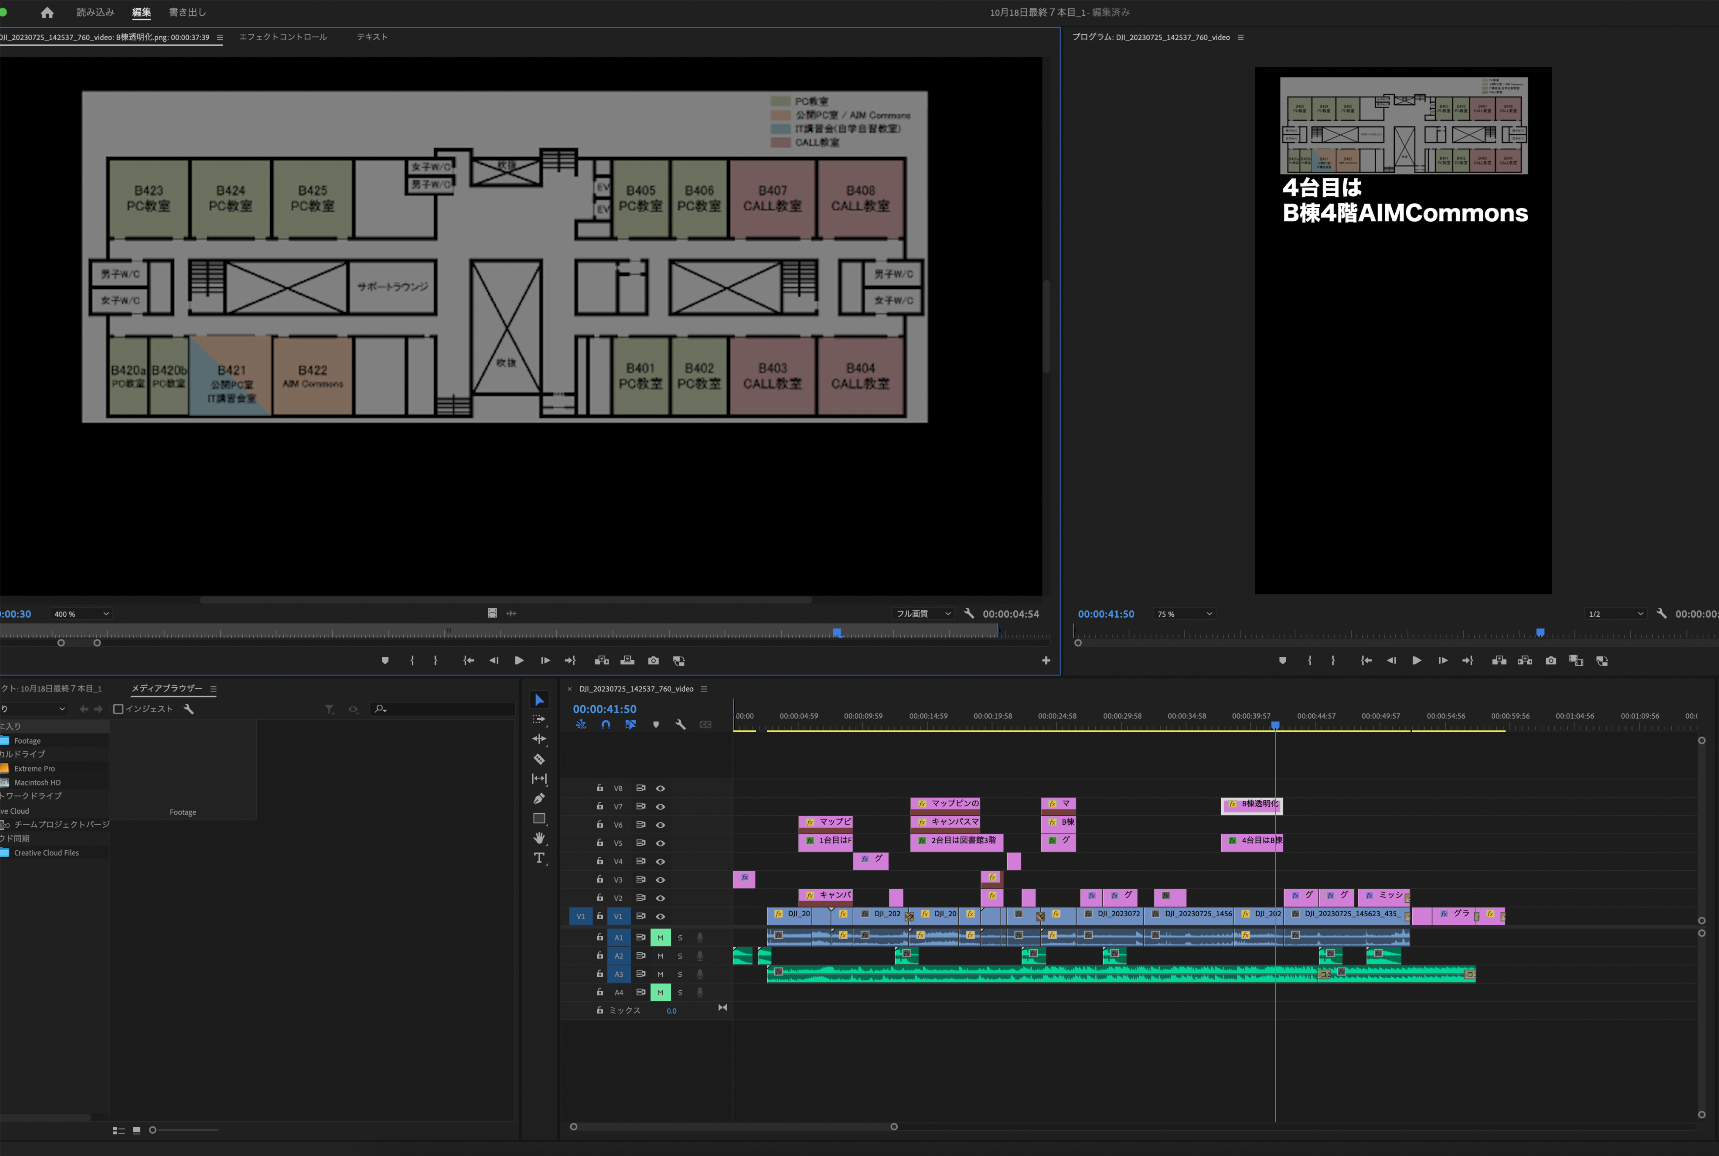 読み込み
編集
書き出し
10月18日最終７本目_1 - 編集済み
DJI_20230725_142537_760_video: B棟透明化.png: 00:00:37:39
エフェクトコントロール
テキスト
プログラム: DJI_20230725_142537_760_video
PC教室
公開PC室 / AIM Commons
IT講習会(自学自習教室)
CALL教室
B423
PC教室
B424
PC教室
B425
PC教室
女子W/C
男子W/C
吹抜
EV
EV
B405
PC教室
B406
PC教室
B407
CALL教室
B408
CALL教室
男子W/C
女子W/C
サポートラウンジ
吹抜
男子W/C
女子W/C
B420a
PC教室
B420b
PC教室
B421
公開PC室
IT講習会室
B422
AIM Commons
B401
PC教室
B402
PC教室
B403
CALL教室
B404
CALL教室
4台目は
B棟4階AIMCommons
:00:30
400 %
フル画質
00:00:04:54
00:00:41:50
75 %
1/2
00:00:00:
クト: 10月18日最終７本目_1
メディアブラウザー
り
インジェスト
に入り
Footage
カルドライブ
Extreme Pro
Macintosh HD
トワークドライブ
ve Cloud
チームプロジェクトバージ
ウド同期
Creative Cloud Files
Footage
DJI_20230725_142537_760_video
00:00:41:50
:00:00
00:00:04:59
00:00:09:59
00:00:14:59
00:00:19:58
00:00:24:58
00:00:29:58
00:00:34:58
00:00:39:57
00:00:44:57
00:00:49:57
00:00:54:56
00:00:59:56
00:01:04:56
00:01:09:56
V8
V7
マップピンの
マ
B棟透明化
V6
マップピ
キャンパスマ
B棟
V5
1台目はF
2台目は図書館3階
グ
4台目はB棟
V4
グ
V3
V2
キャンパ
グ
グ
グ
ミッシ
V1
V1
DJI_20
DJI_202
DJI_20
DJI_2023072
DJI_20230725_1456
DJI_202
DJI_20230725_145623_435_
グラ
A1
M
S
A2
M
S
A3
M
S
A4
M
S
ミックス
0.0